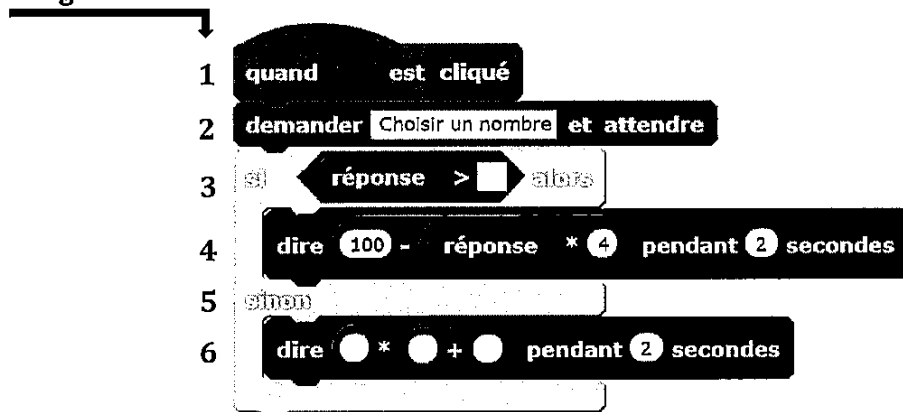 1 quand est cliqué
2 demander Choisir un nombre et attendre
3 si réponse > alors
4 dire 100 - réponse * 4 pendant 2 secondes
5 sinon
6 dire * + pendant 2 secondes